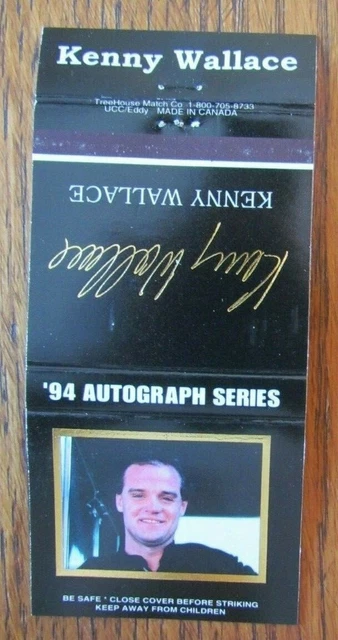 Kenny Wallace
TreeHouse Match Co 1-800-705-8733
UCC/Eddy MADE IN CANADA
KENNY WALLACE
Kenny Wallace
'94 AUTOGRAPH SERIES
BE SAFE * CLOSE COVER BEFORE STRIKING
KEEP AWAY FROM CHILDREN